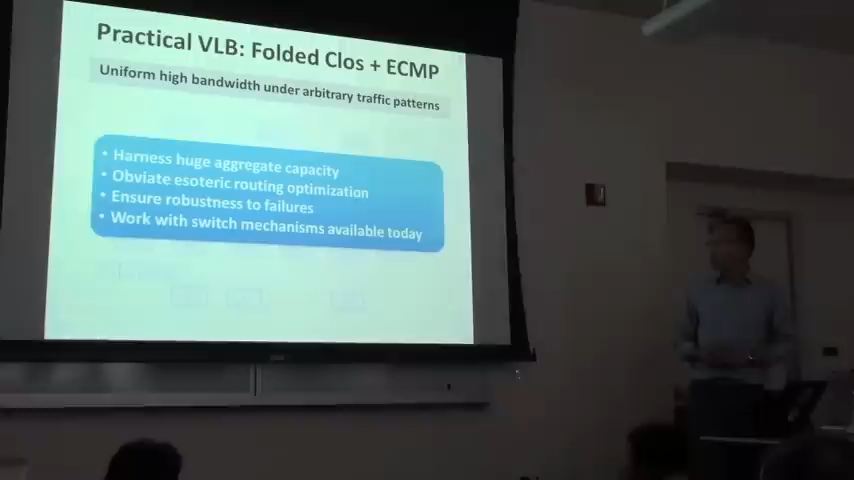 Practical VLB: Folded Clos + ECMP
Uniform high bandwidth under arbitrary traffic patterns
• Harness huge aggregate capacity
• Obviate esoteric routing optimization
• Ensure robustness to failures
• Work with switch mechanisms available today